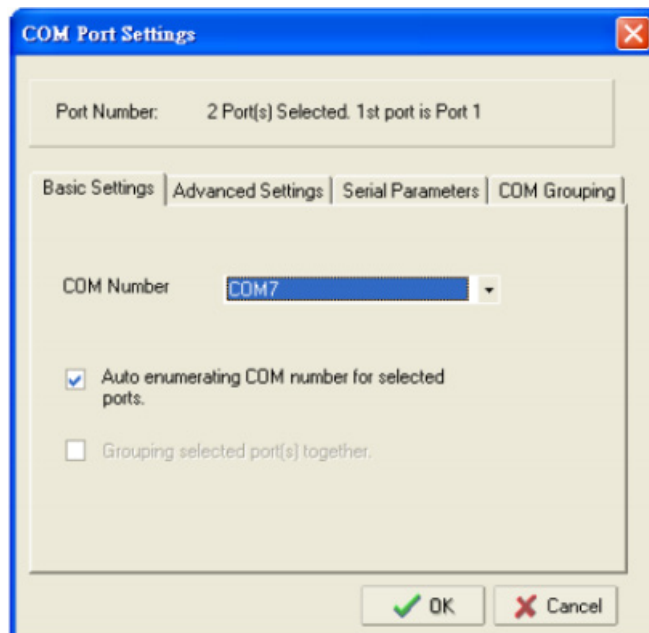 COM Port Settings
Port Number: 2 Port(s) Selected. 1st port is Port 1
Basic Settings Advanced Settings Serial Parameters COM Grouping
COM Number COM7
Auto enumerating COM number for selected
ports.
Grouping selected port(s) together.
OK Cancel